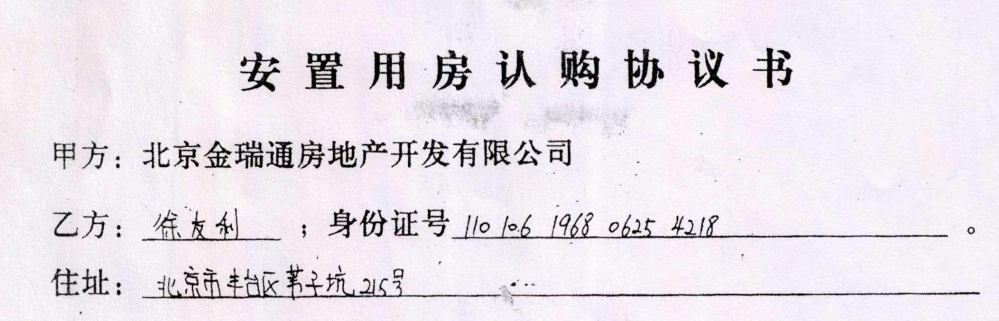 安置用房认购协议书
甲方：北京金瑞通房地产开发有限公司
乙方：徐友利 ；身份证号 110 106 1968 0625 4218 。
住址：北京市丰台区苇子坑215号